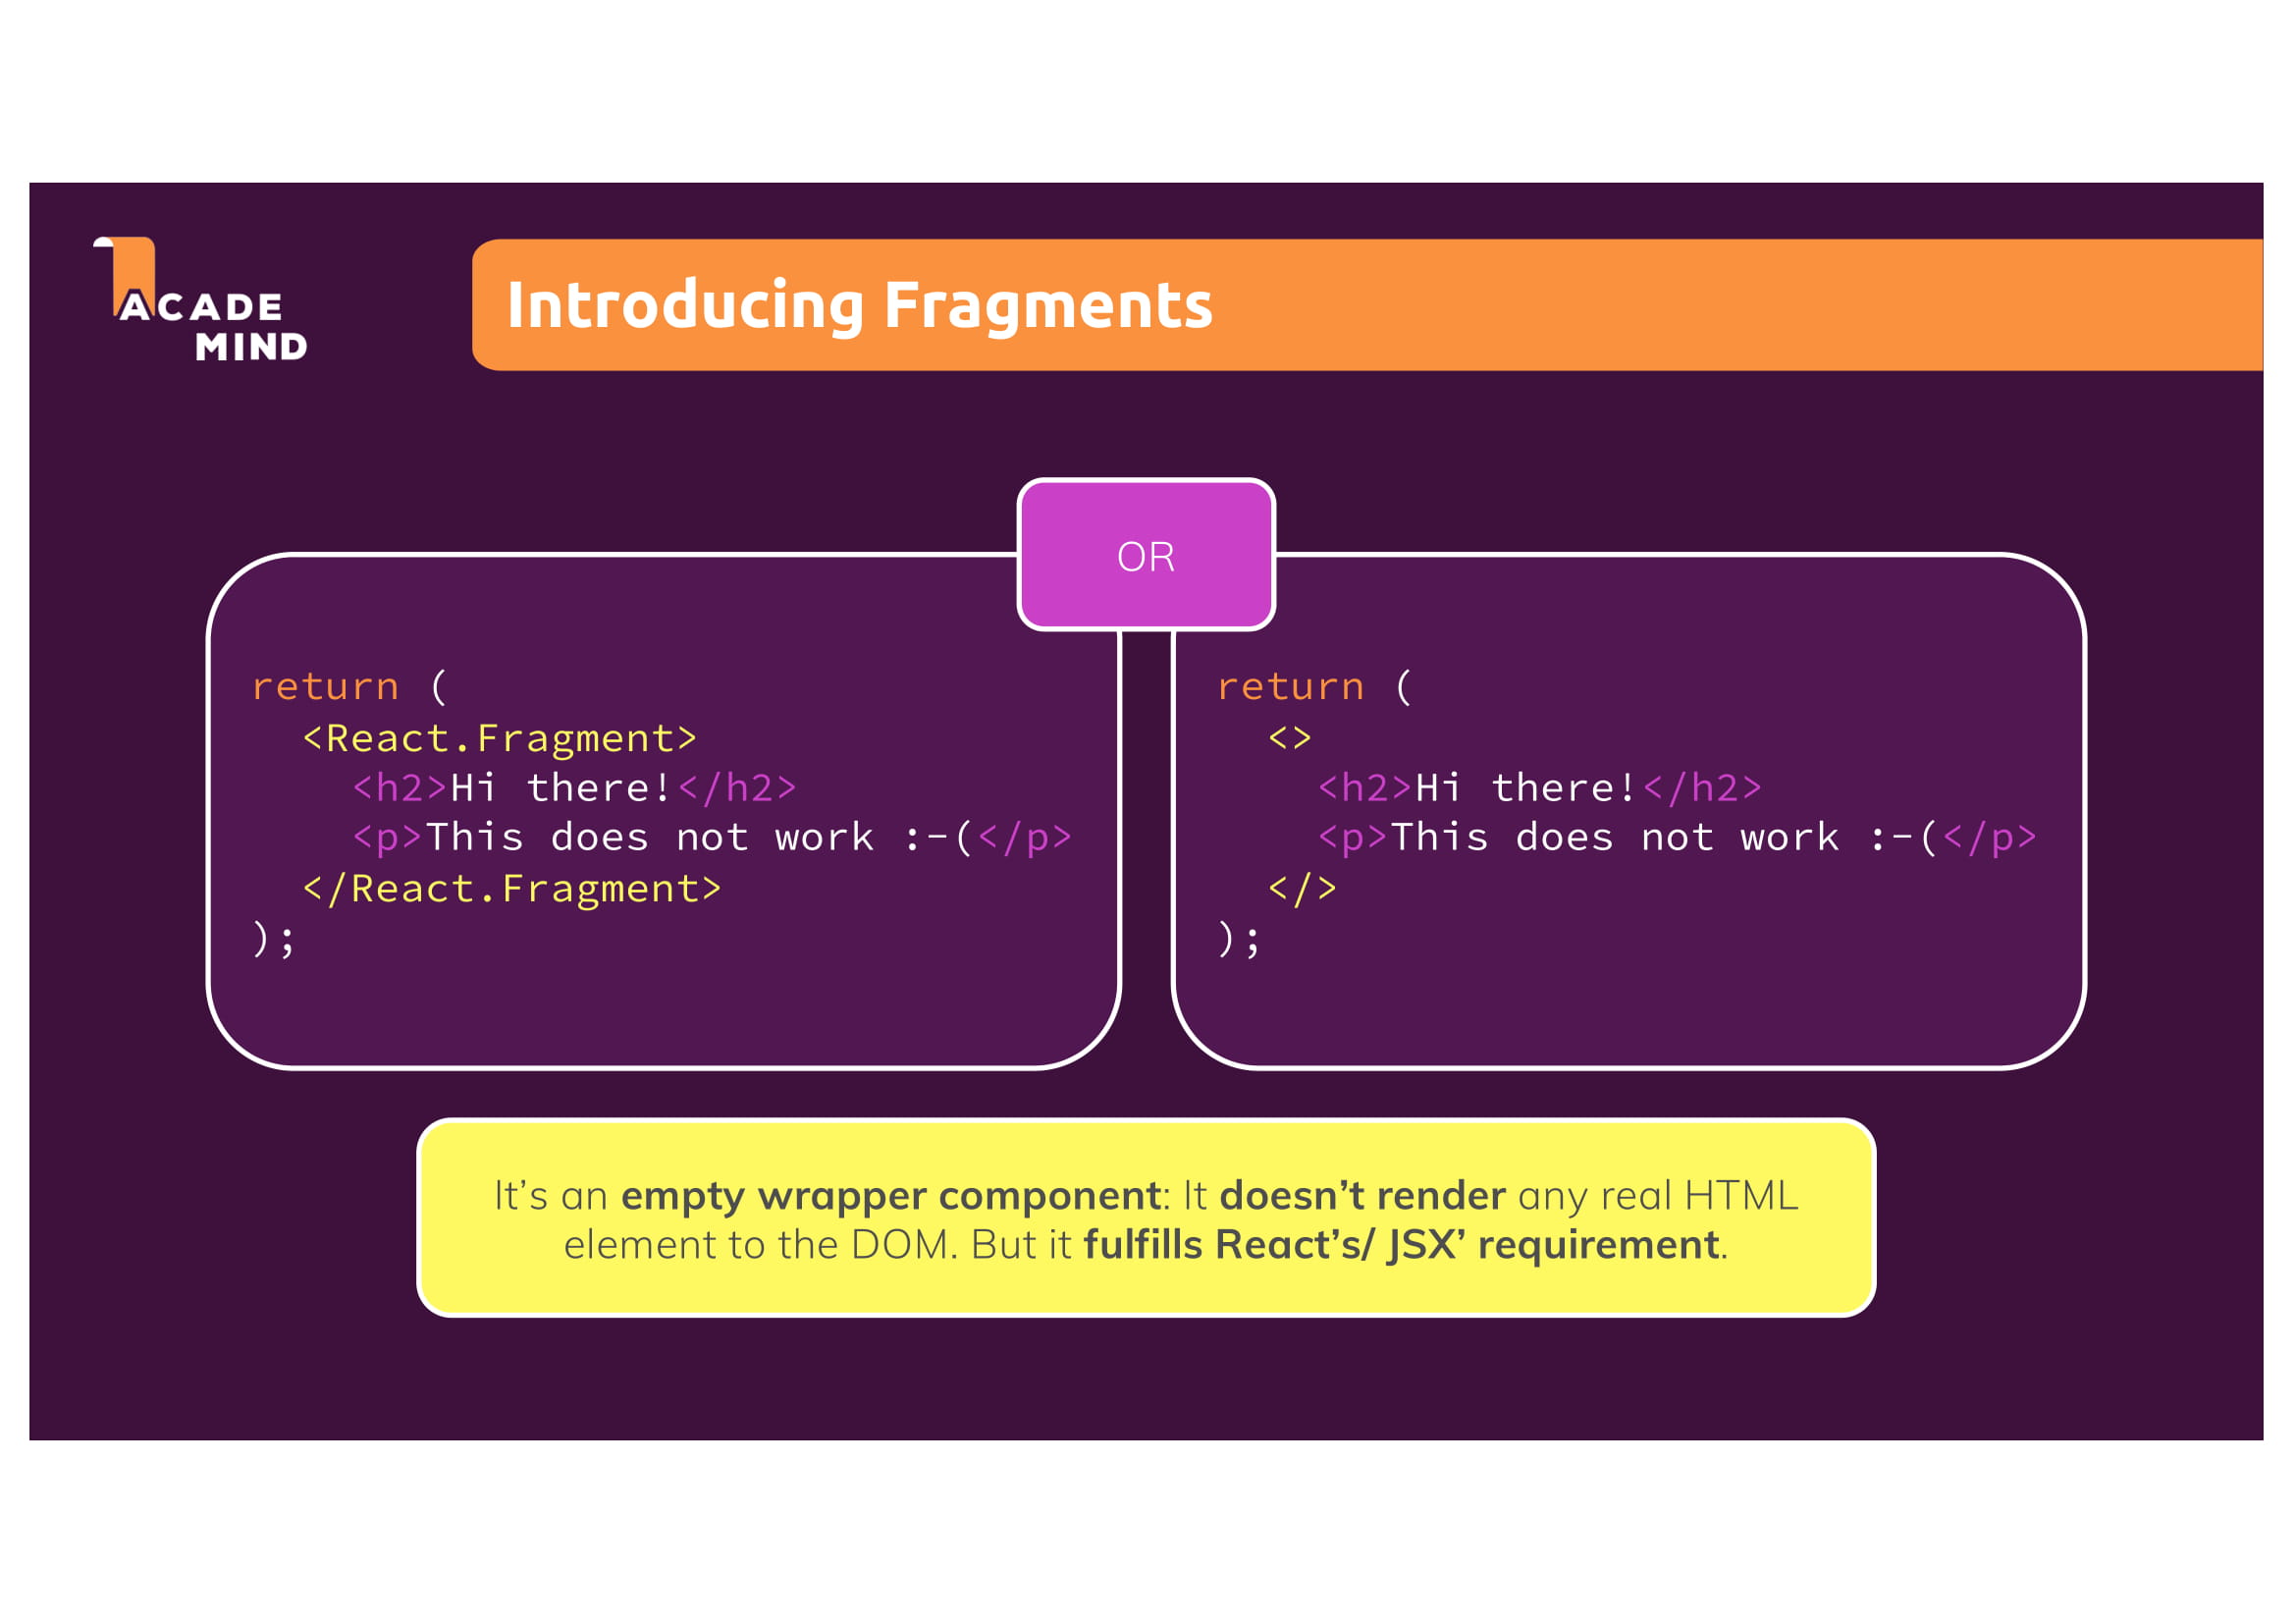 ACADE
MIND
Introducing Fragments
OR
return (
  <React.Fragment>
    <h2>Hi there!</h2>
    <p>This does not work :-(</p>
  </React.Fragment>
);
return (
  <>
    <h2>Hi there!</h2>
    <p>This does not work :-(</p>
  </>
);
It’s an empty wrapper component: It doesn’t render any real HTML
element to the DOM. But it fulfills React’s/ JSX’ requirement.